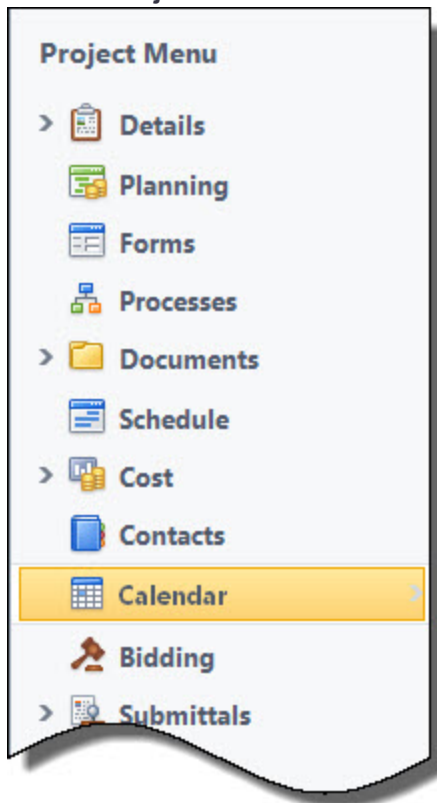 Project Menu
Details
Planning
Forms
Processes
Documents
Schedule
Cost
Contacts
Calendar
Bidding
Submittals